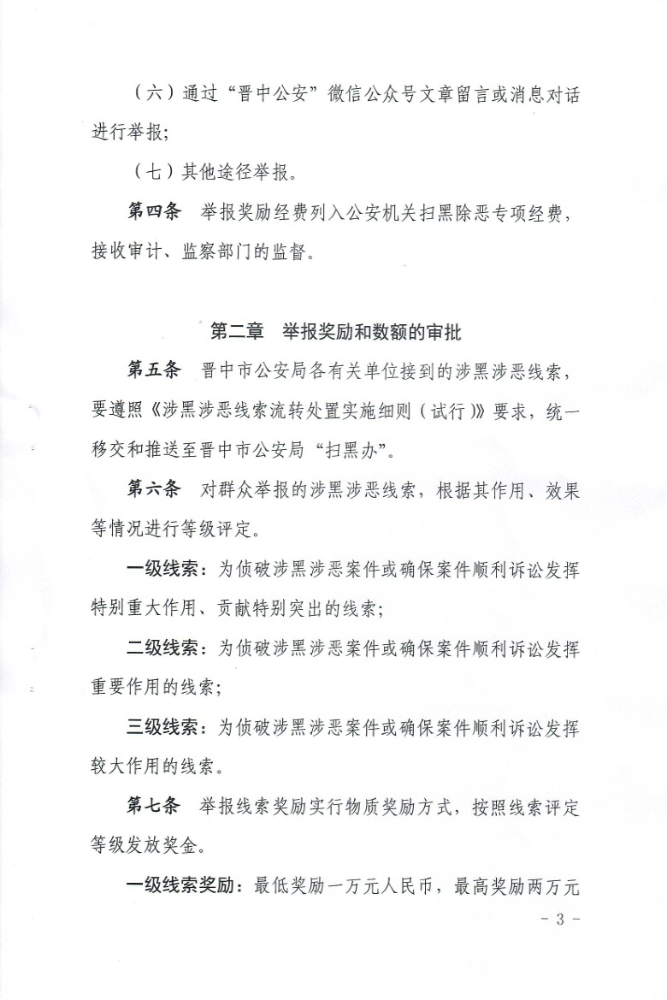 （六）通过“晋中公安”微信公众号文章留言或消息对话
进行举报；
（七）其他途径举报。
第四条　举报奖励经费列入公安机关扫黑除恶专项经费，
接收审计、监察部门的监督。
第二章　举报奖励和数额的审批
第五条　晋中市公安局各有关单位接到的涉黑涉恶线索，
要遵照《涉黑涉恶线索流转处置实施细则（试行）》要求，统一
移交和推送至晋中市公安局“扫黑办”。
第六条　对群众举报的涉黑涉恶线索，根据其作用、效果
等情况进行等级评定。
一级线索：为侦破涉黑涉恶案件或确保案件顺利诉讼发挥
特别重大作用、贡献特别突出的线索；
二级线索：为侦破涉黑涉恶案件或确保案件顺利诉讼发挥
重要作用的线索；
三级线索：为侦破涉黑涉恶案件或确保案件顺利诉讼发挥
较大作用的线索。
第七条　举报线索奖励实行物质奖励方式，按照线索评定
等级发放奖金。
一级线索奖励：最低奖励一万元人民币，最高奖励两万元
- 3 -